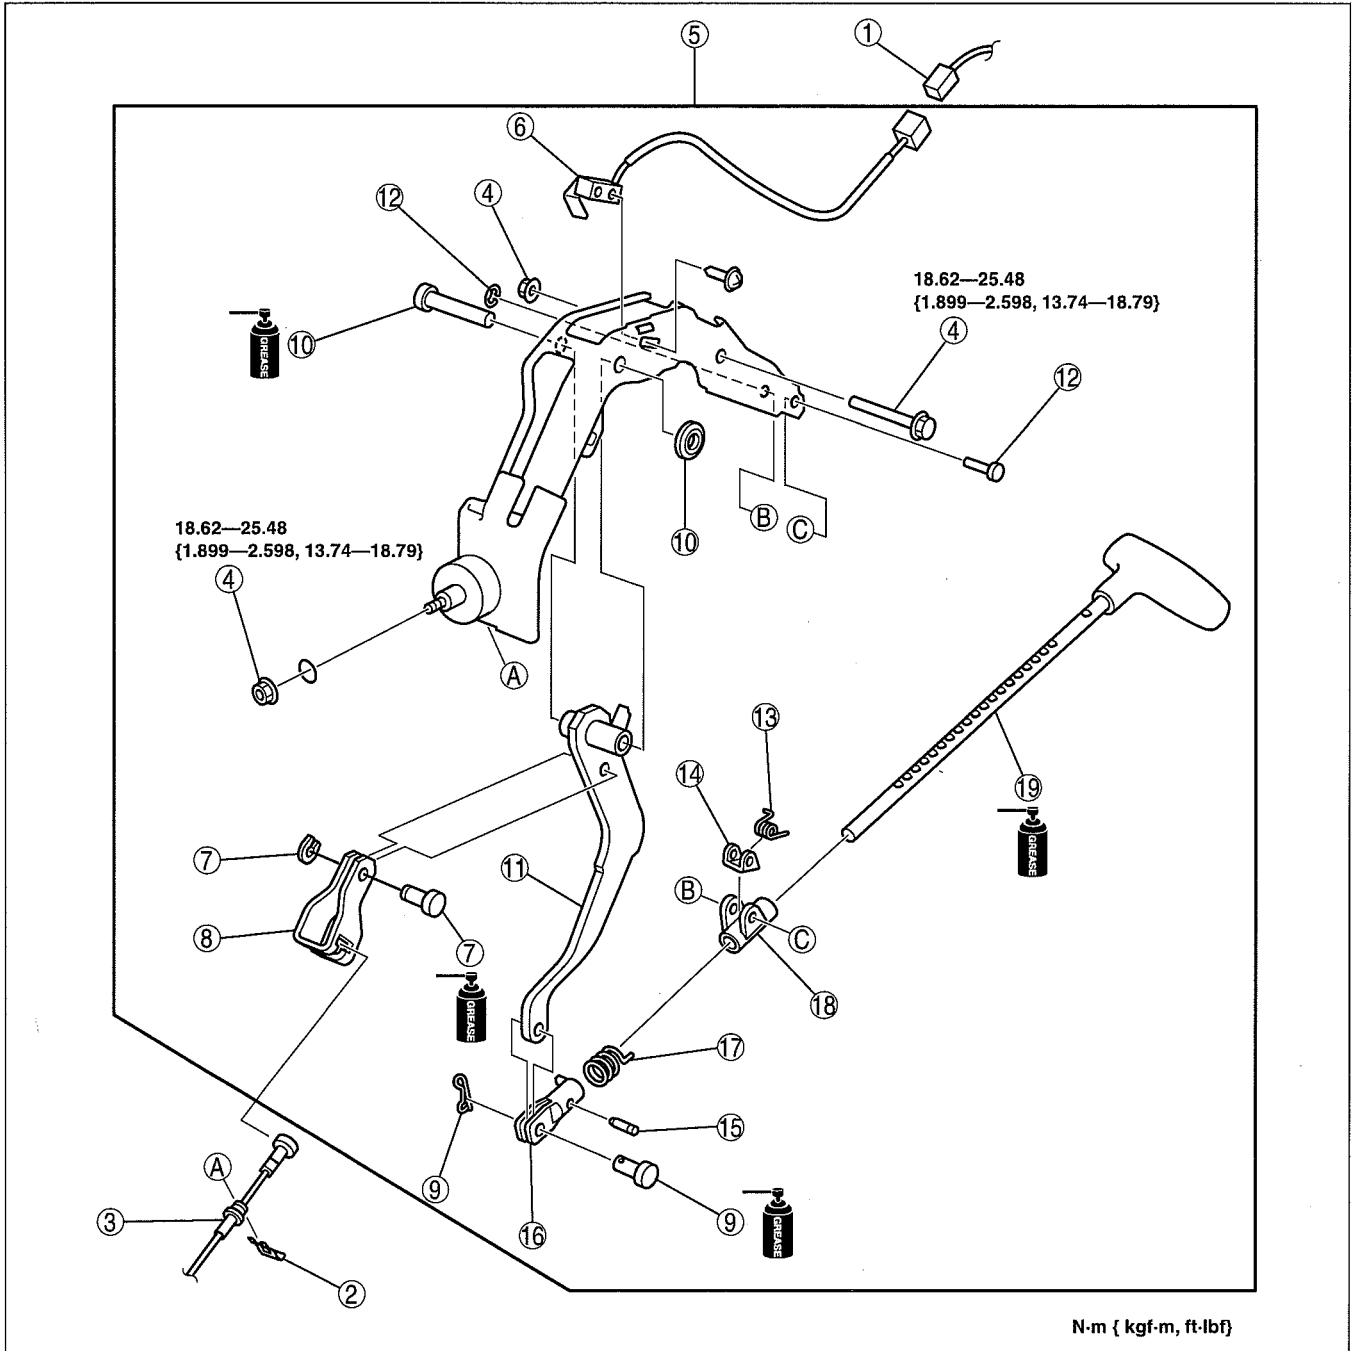 5
1
6
12
4
18.62—25.48
{1.899—2.598, 13.74—18.79}
4
GREASE
10
12
B
C
10
18.62—25.48
{1.899—2.598, 13.74—18.79}
4
A
13
14
19
GREASE
7
11
B
8
C
7
18
GREASE
17
9
15
A
9
9
16
GREASE
3
2
N·m { kgf·m, ft·lbf}